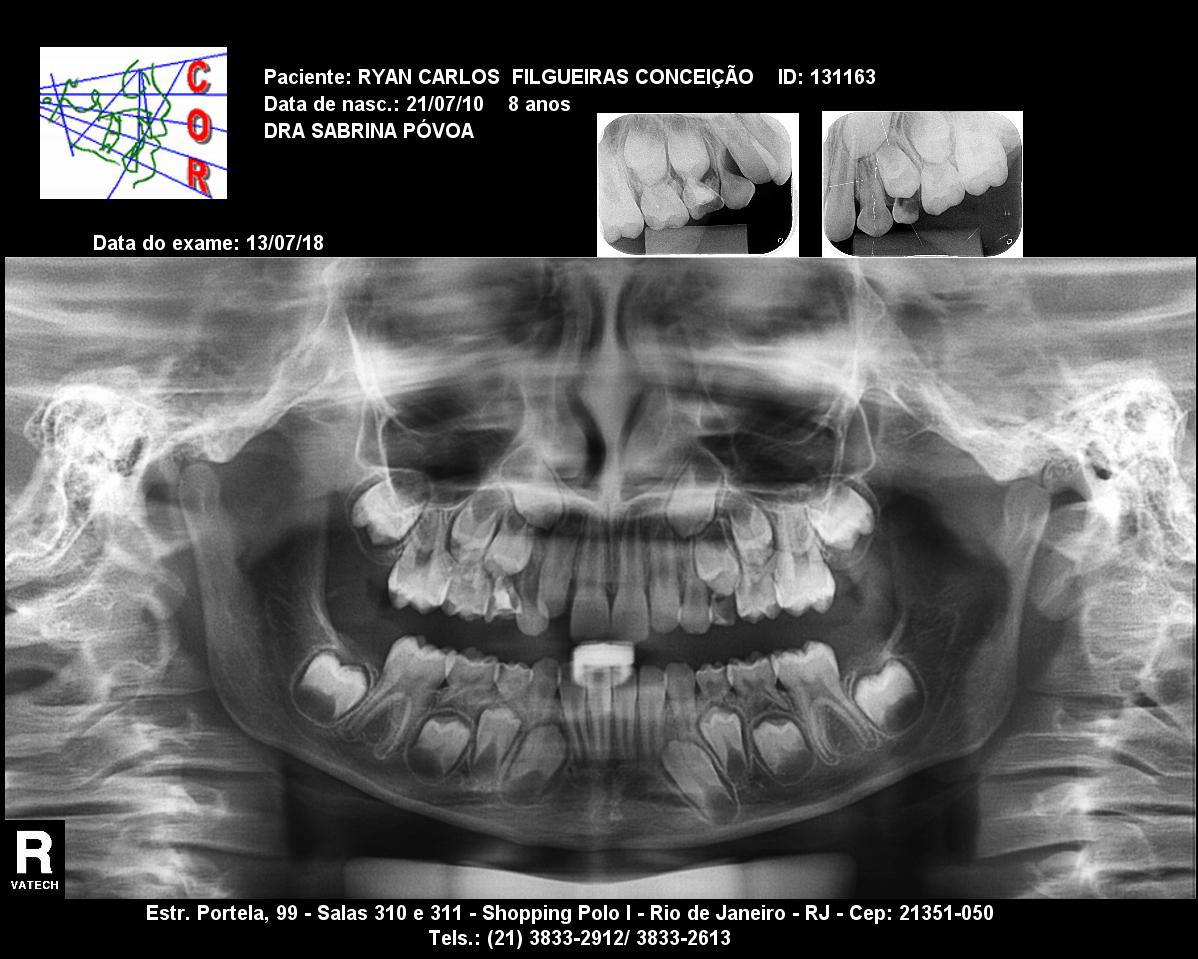 C
O
R
Paciente: RYAN CARLOS FILGUEIRAS CONCEIÇÃO ID: 131163
Data de nasc.: 21/07/10 8 anos
DRA SABRINA PÓVOA
Data do exame: 13/07/18
R
VATECH
Estr. Portela, 99 - Salas 310 e 311 - Shopping Polo I - Rio de Janeiro - RJ - Cep: 21351-050
Tels.: (21) 3833-2912/ 3833-2613